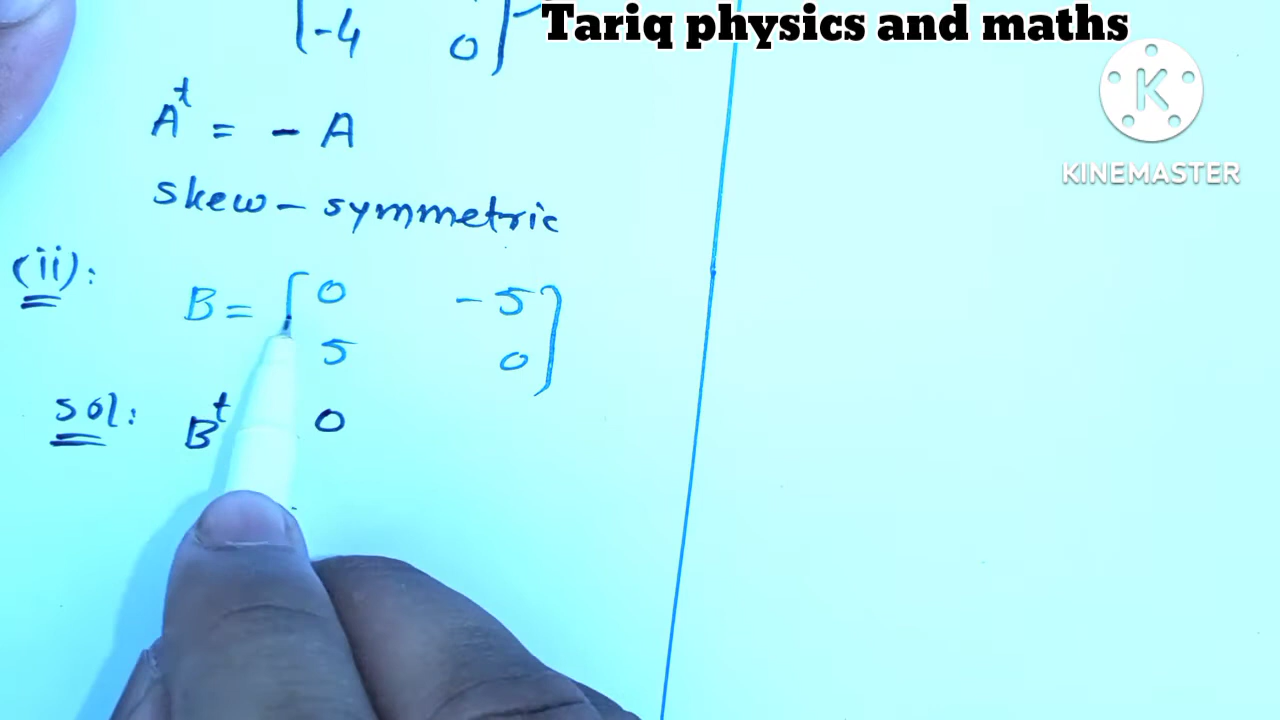 Tariq physics and maths
-4 0
A^t = - A
skew-symmetric
(ii):
B = [0 -5
5 0]
sol: B^t 0
KINEMASTER